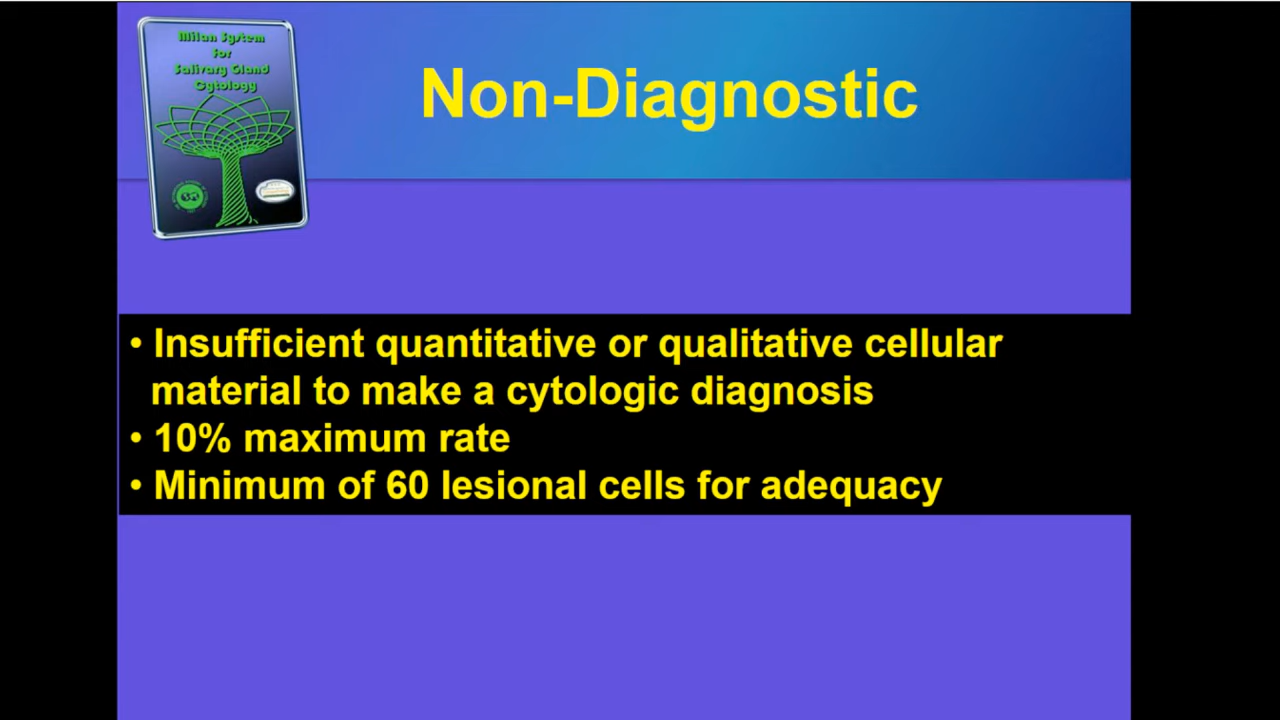 Milan System
for
Salivary Gland
Cytology
Non-Diagnostic
• Insufficient quantitative or qualitative cellular
material to make a cytologic diagnosis
• 10% maximum rate
• Minimum of 60 lesional cells for adequacy